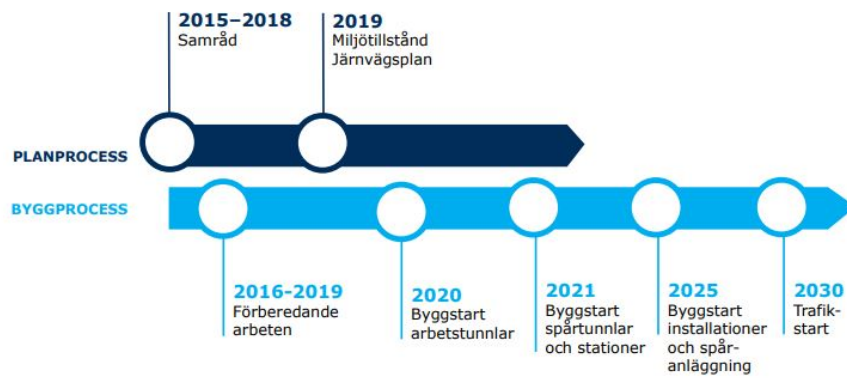 2015–2018
Samråd
2019
Miljötillstånd
Järnvägsplan
PLANPROCESS
BYGGPROCESS
2016-2019
Förberedande
arbeten
2020
Byggstart
arbetstunnlar
2021
Byggstart
spårtunnlar
och stationer
2025
Byggstart
installationer
och spår-
anläggning
2030
Trafik-
start